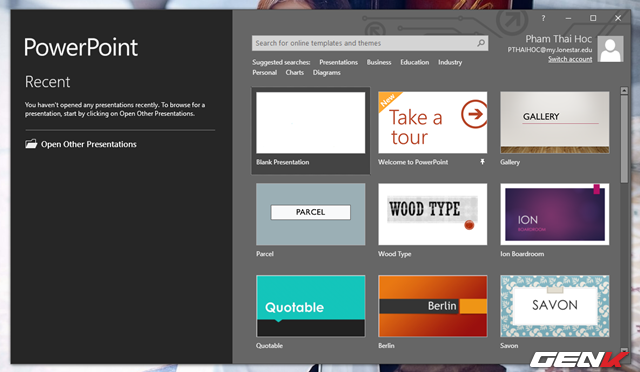 PowerPoint
Recent
You haven't opened any presentations recently. To browse for a
presentation, start by clicking on Open Other Presentations.
Open Other Presentations
?
Pham Thai Hoc
PTHAIHOC@my.lonestar.edu
Switch account
Search for online templates and themes
Suggested searches: Presentations Business Education Industry
Personal Charts Diagrams
Blank Presentation
New
Take a
tour
Welcome to PowerPoint
GALLERY
Gallery
PARCEL
Parcel
WOOD TYPE
Wood Type
ION
BOARDROOM
Ion Boardroom
Quotable
Quotable
Berlin
Berlin
SAVON
Savon
GENK